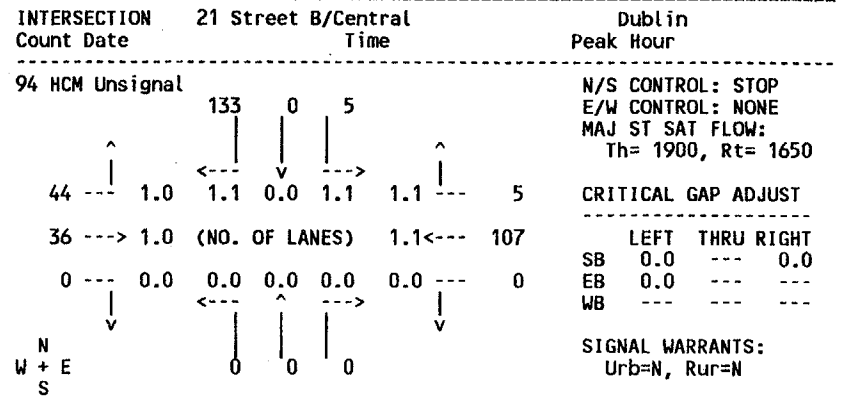 INTERSECTION 21 Street B/Central Dublin
Count Date Time Peak Hour
94 HCM Unsignal N/S CONTROL: STOP
133 0 5 E/W CONTROL: NONE
MAJ ST SAT FLOW:
^ ^ Th= 1900, Rt= 1650
<--- v --->
44 --- 1.0 1.1 0.0 1.1 1.1 --- 5 CRITICAL GAP ADJUST
36 ---> 1.0 (NO. OF LANES) 1.1<--- 107 LEFT THRU RIGHT
SB 0.0 --- 0.0
0 --- 0.0 0.0 0.0 0.0 0.0 --- 0 EB 0.0 --- ---
<--- ^ ---> WB --- --- ---
v v
N SIGNAL WARRANTS:
W + E 0 0 0 Urb=N, Rur=N
S